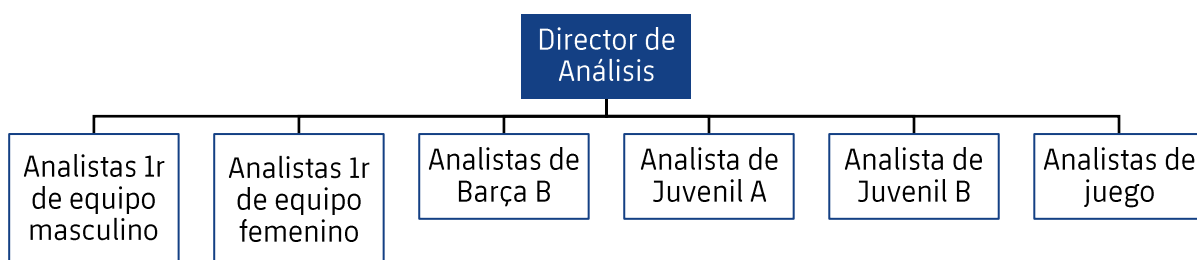 Director de
Análisis
Analistas 1r
de equipo
masculino
Analistas 1r
de equipo
femenino
Analistas de
Barça B
Analista de
Juvenil A
Analista de
Juvenil B
Analistas de
juego